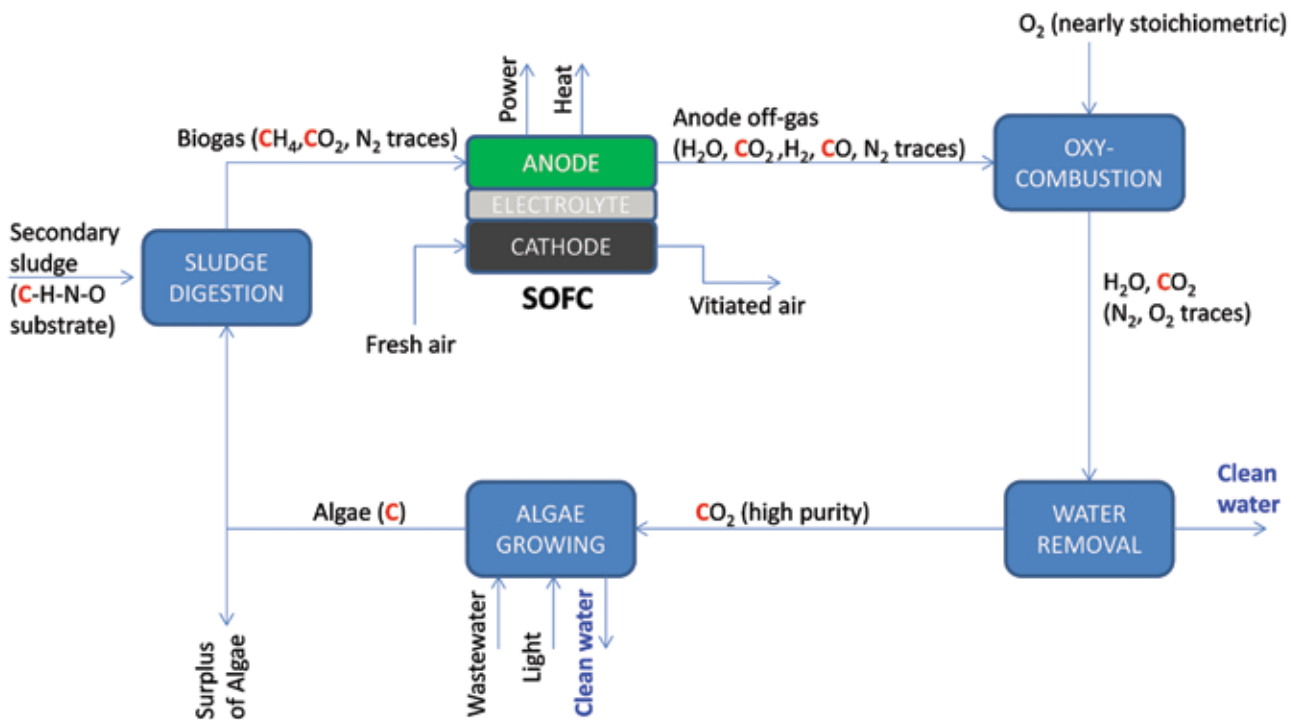 O₂ (nearly stoichiometric)
Power
Heat
Biogas (CH₄,CO₂, N₂ traces)
Anode off-gas
(H₂O, CO₂ ,H₂, CO, N₂ traces)
ANODE
ELECTROLYTE
CATHODE
SOFC
OXY-
COMBUSTION
Secondary
sludge
(C-H-N-O
substrate)
SLUDGE
DIGESTION
Fresh air
Vitiated air
H₂O, CO₂
(N₂, O₂ traces)
Algae (C)
ALGAE
GROWING
CO₂ (high purity)
WATER
REMOVAL
Clean
water
Surplus
of Algae
Wastewater
Light
Clean water